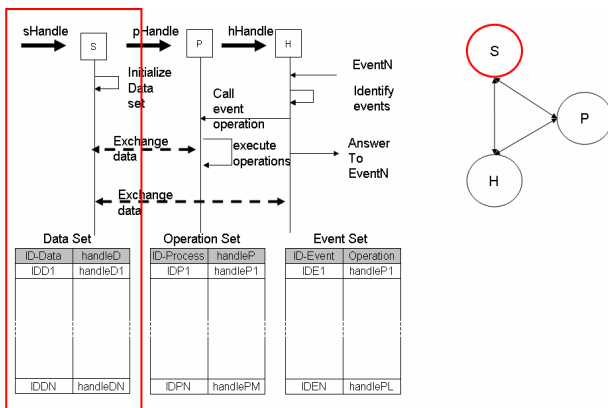 sHandle
pHandle
hHandle
S
P
H
Initialize
Data
set
EventN
Identify
events
Call
event
operation
Exchange
data
execute
operations
Answer
To
EventN
Exchange
data
Data Set
ID-Data handleD
IDD1 handleD1
IDDN handleDN
Operation Set
ID-Process handleP
IDP1 handleP1
IDPN handlePM
Event Set
ID-Event Operation
IDE1 handleP1
IDEN handlePL
S
P
H